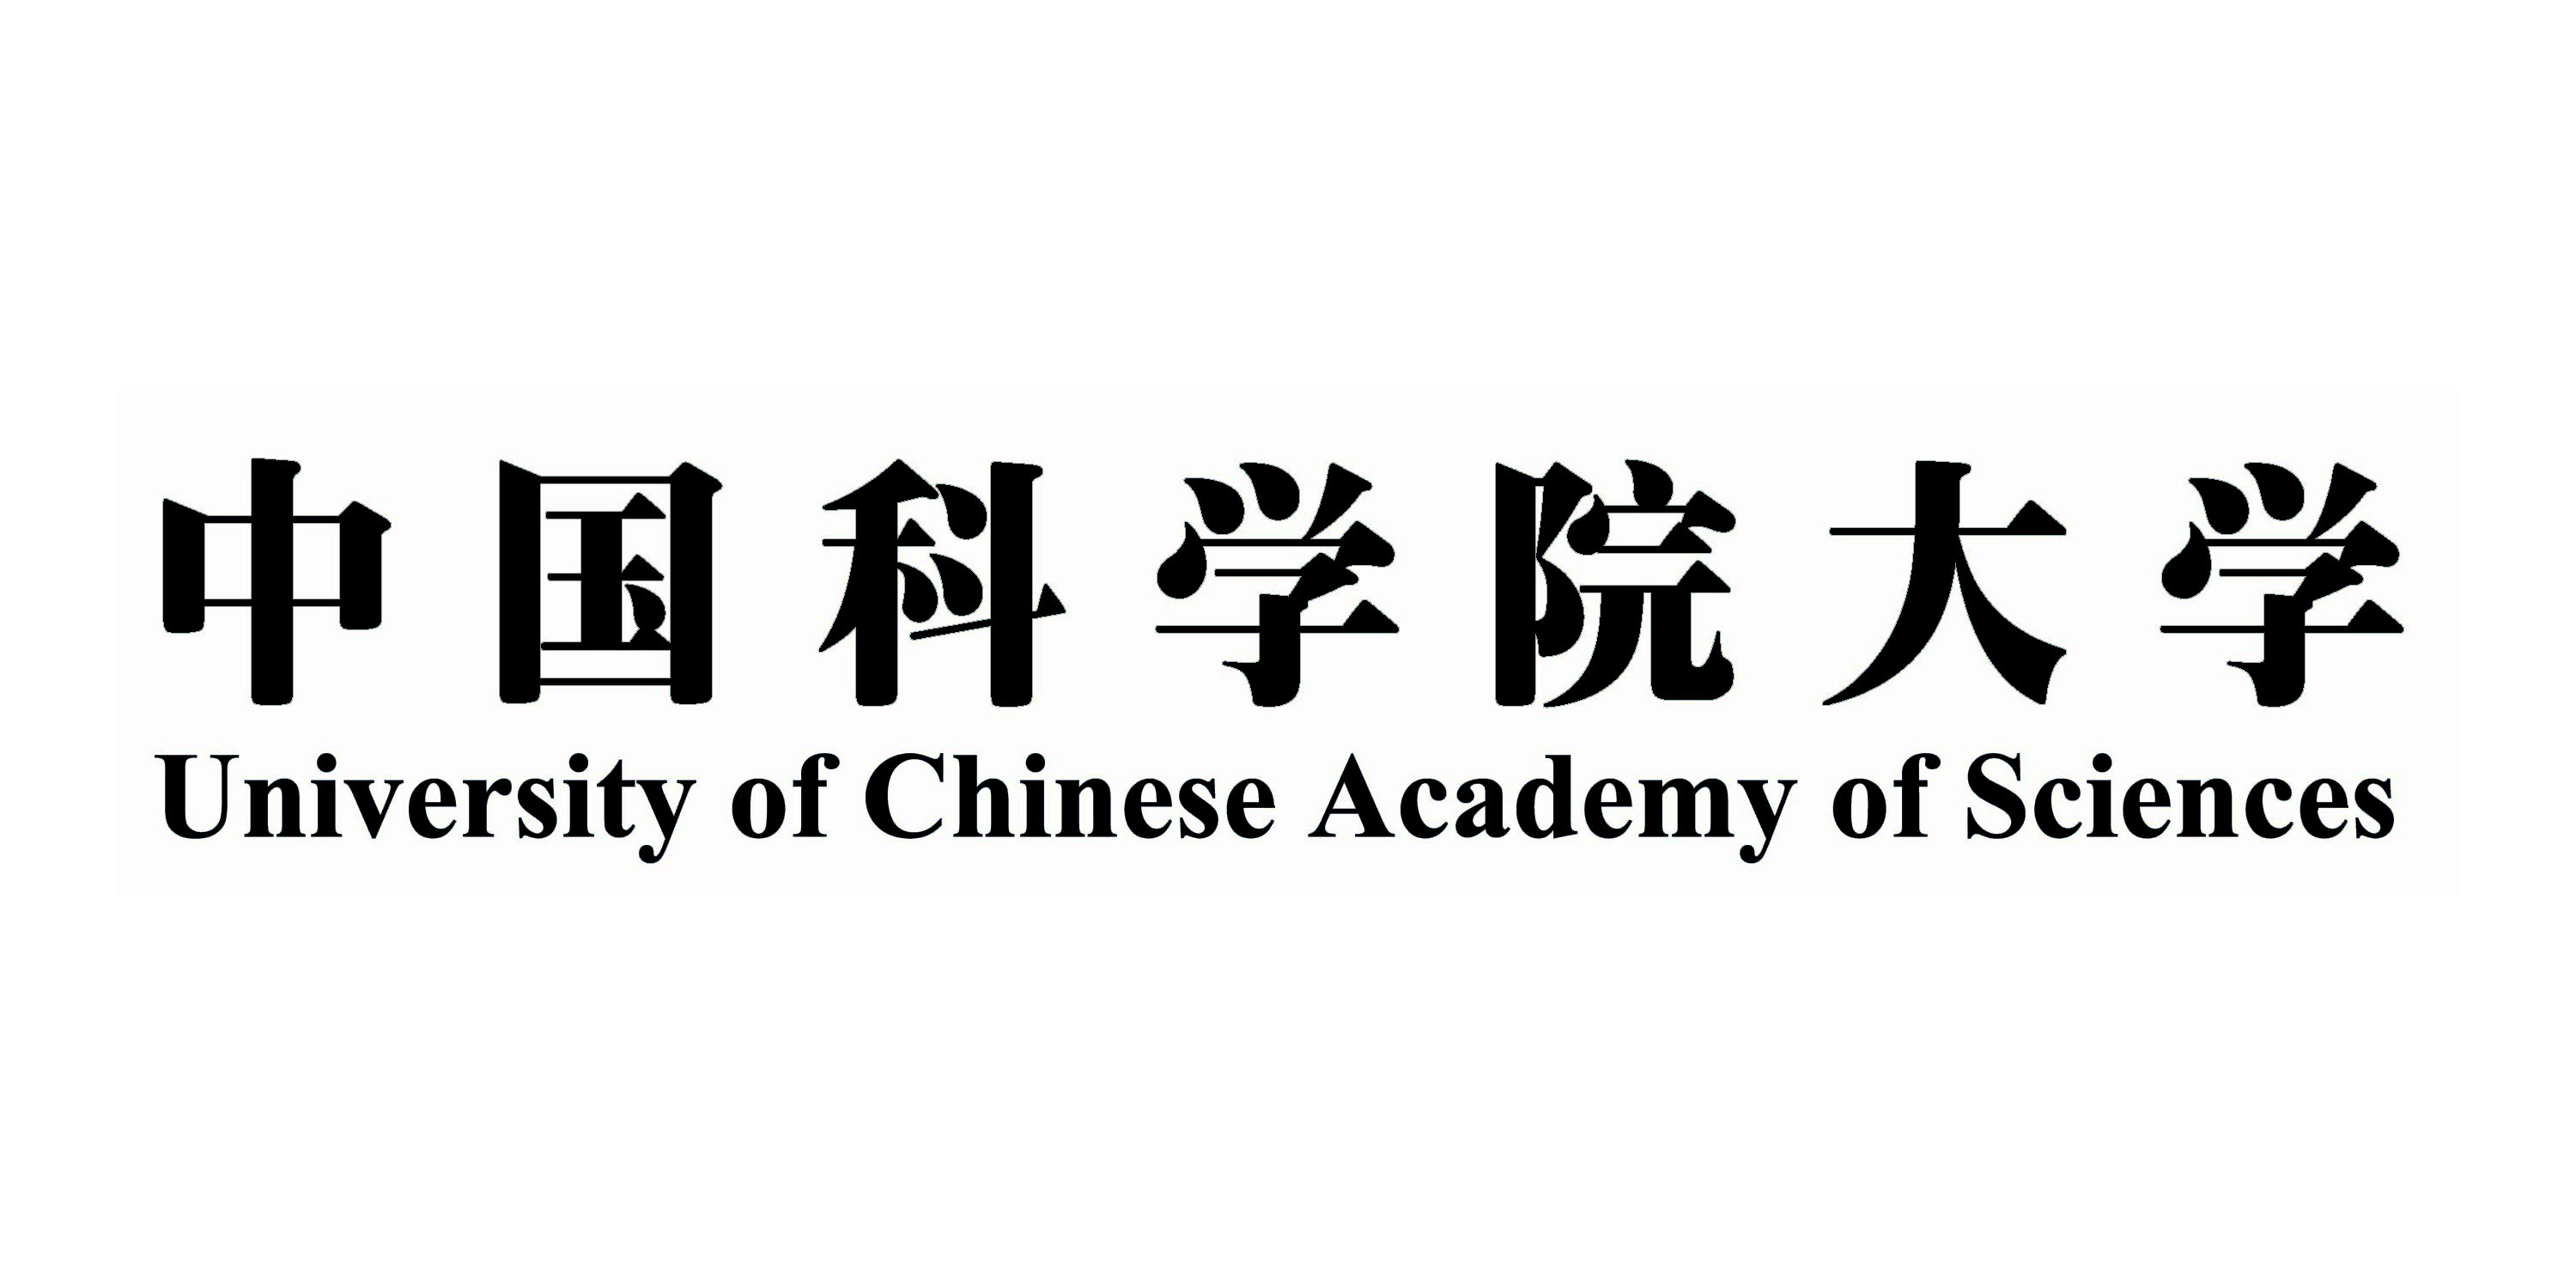 中国科学院大学
University of Chinese Academy of Sciences